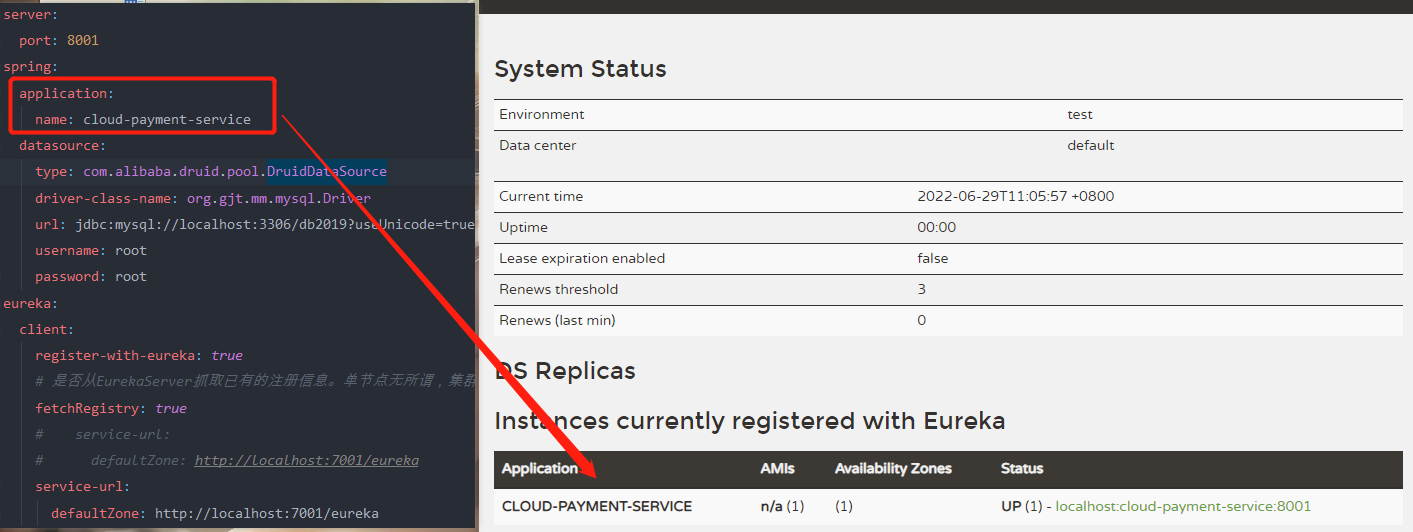 server:
port: 8001
spring:
application:
name: cloud-payment-service
datasource:
type: com.alibaba.druid.pool.DruidDataSource
driver-class-name: org.gjt.mm.mysql.Driver
url: jdbc:mysql://localhost:3306/db2019?useUnicode=true
username: root
password: root
eureka:
client:
register-with-eureka: true
# 是否从EurekaServer抓取已有的注册信息。单节点无所谓，集群
fetchRegistry: true
# service-url:
# defaultZone: http://localhost:7001/eureka
service-url:
defaultZone: http://localhost:7001/eureka
System Status
Environment test
Data center default
Current time 2022-06-29T11:05:57 +0800
Uptime 00:00
Lease expiration enabled false
Renews threshold 3
Renews (last min) 0
DS Replicas
Instances currently registered with Eureka
Application AMIs Availability Zones Status
CLOUD-PAYMENT-SERVICE n/a (1) (1) UP (1) - localhost:cloud-payment-service:8001